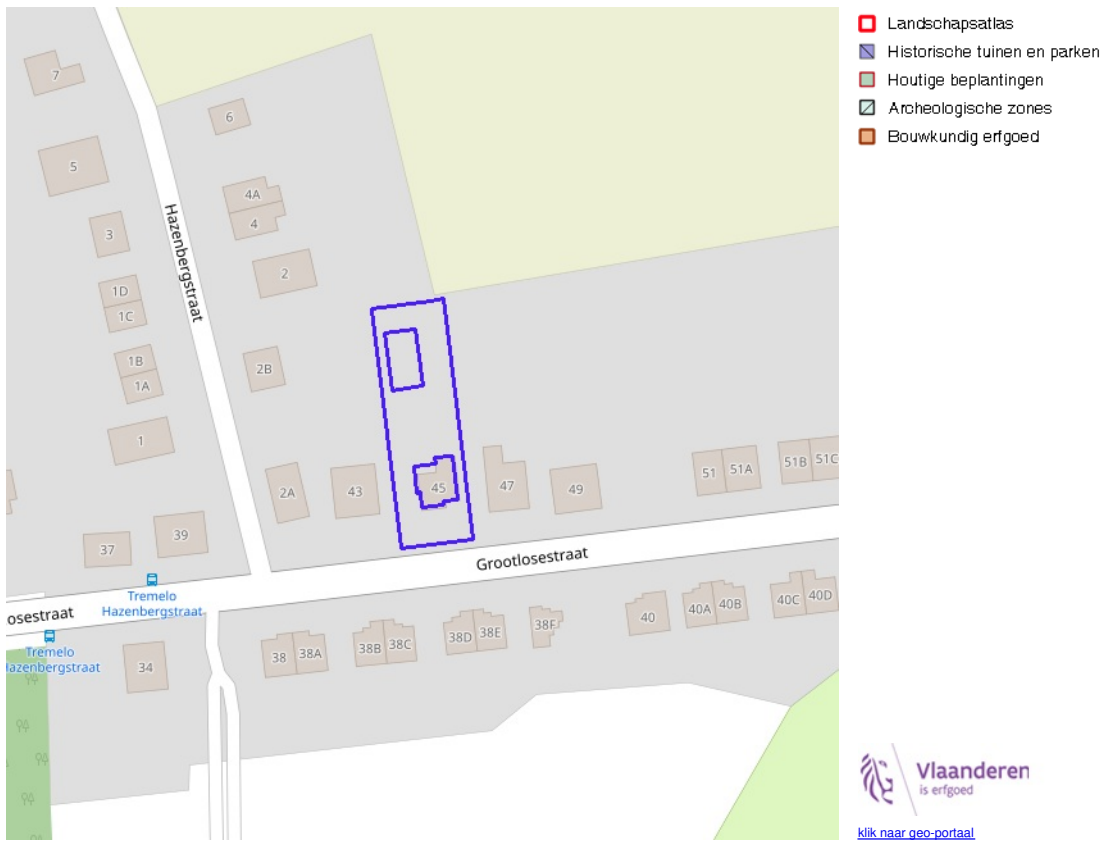 7
6
5
4A
4
3
Hazenbergstraat
2
1D
1C
1B
1A
2B
1
2A
43
45
47
49
51
51A
51B
51C
37
39
Grootlosestraat
Tremelo
Hazenbergstraat
osestraat
Tremelo
Hazenbergstraat
34
38
38A
38B
38C
38D
38E
38F
40
40A
40B
40C
40D
Landschapsatlas
Historische tuinen en parken
Houtige beplantingen
Archeologische zones
Bouwkundig erfgoed
Vlaanderen
is erfgoed
klik naar geo-portaal